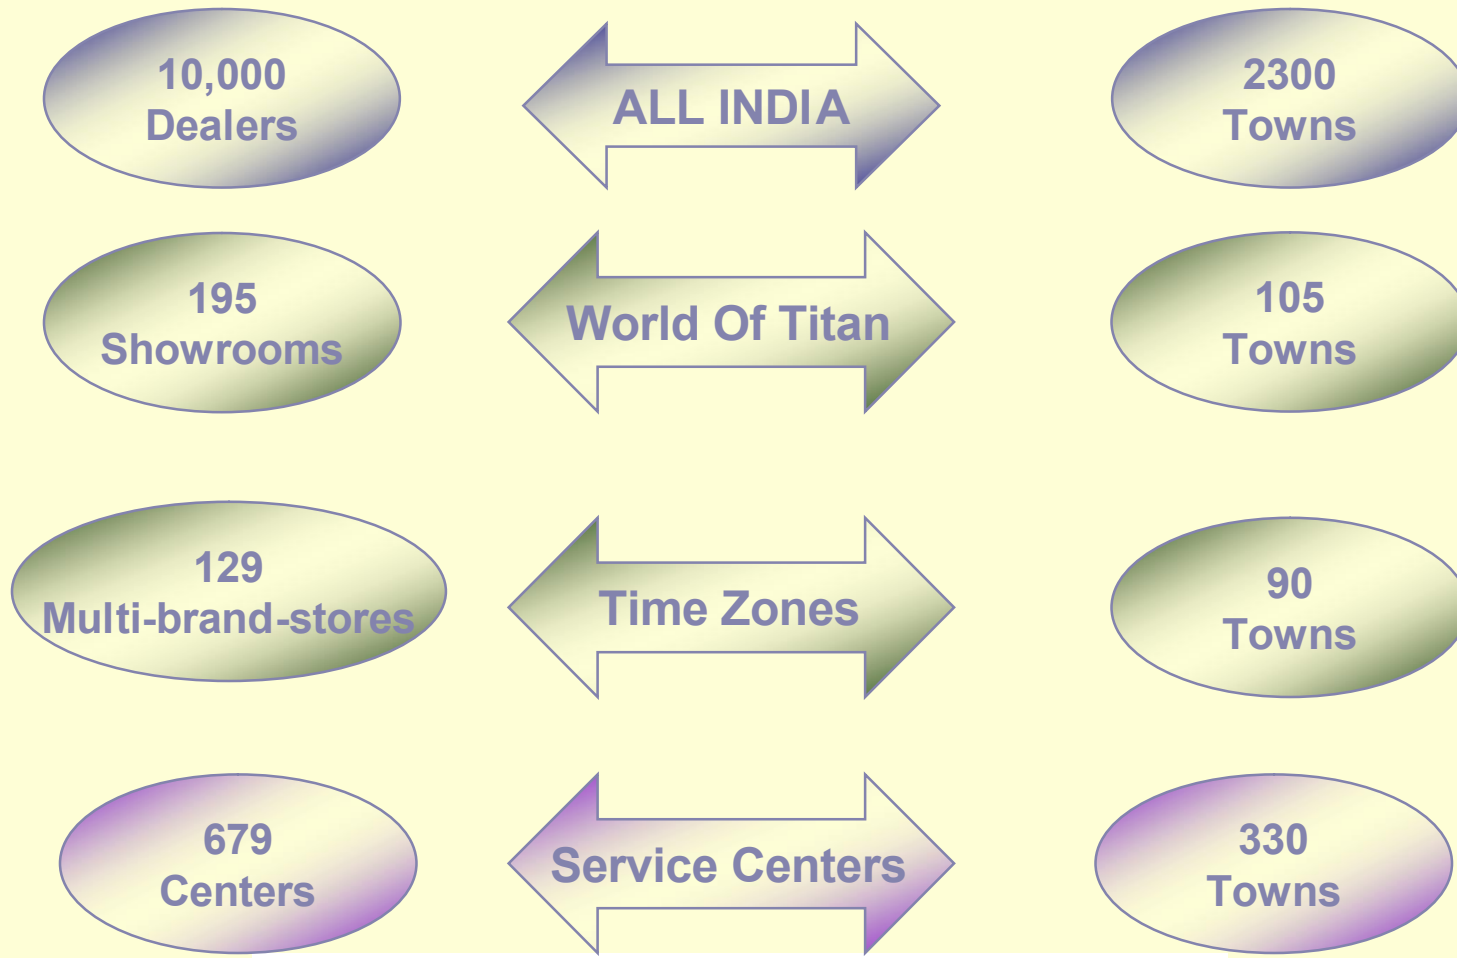 10,000
Dealers
ALL INDIA
2300
Towns
195
Showrooms
World Of Titan
105
Towns
129
Multi-brand-stores
Time Zones
90
Towns
679
Centers
Service Centers
330
Towns